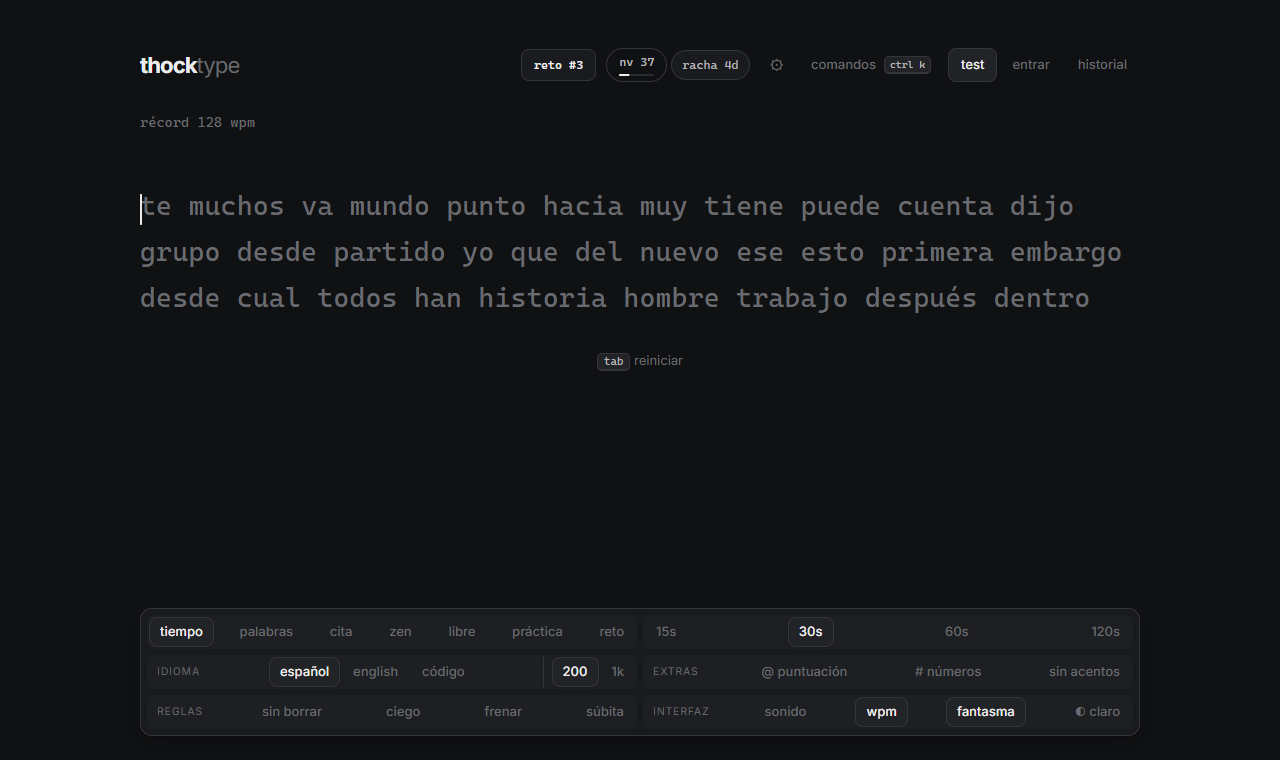 thocktype reto #3 nv 37 racha 4d comandos ctrl k test entrar historial
récord 128 wpm
te muchos va mundo punto hacia muy tiene puede cuenta dijo
grupo desde partido yo que del nuevo ese esto primera embargo
desde cual todos han historia hombre trabajo después dentro
tab reiniciar
tiempo palabras cita zen libre práctica reto 15s 30s 60s 120s
IDIOMA español english código 200 1k EXTRAS @ puntuación # números sin acentos
REGLAS sin borrar ciego frenar súbita INTERFAZ sonido wpm fantasma claro